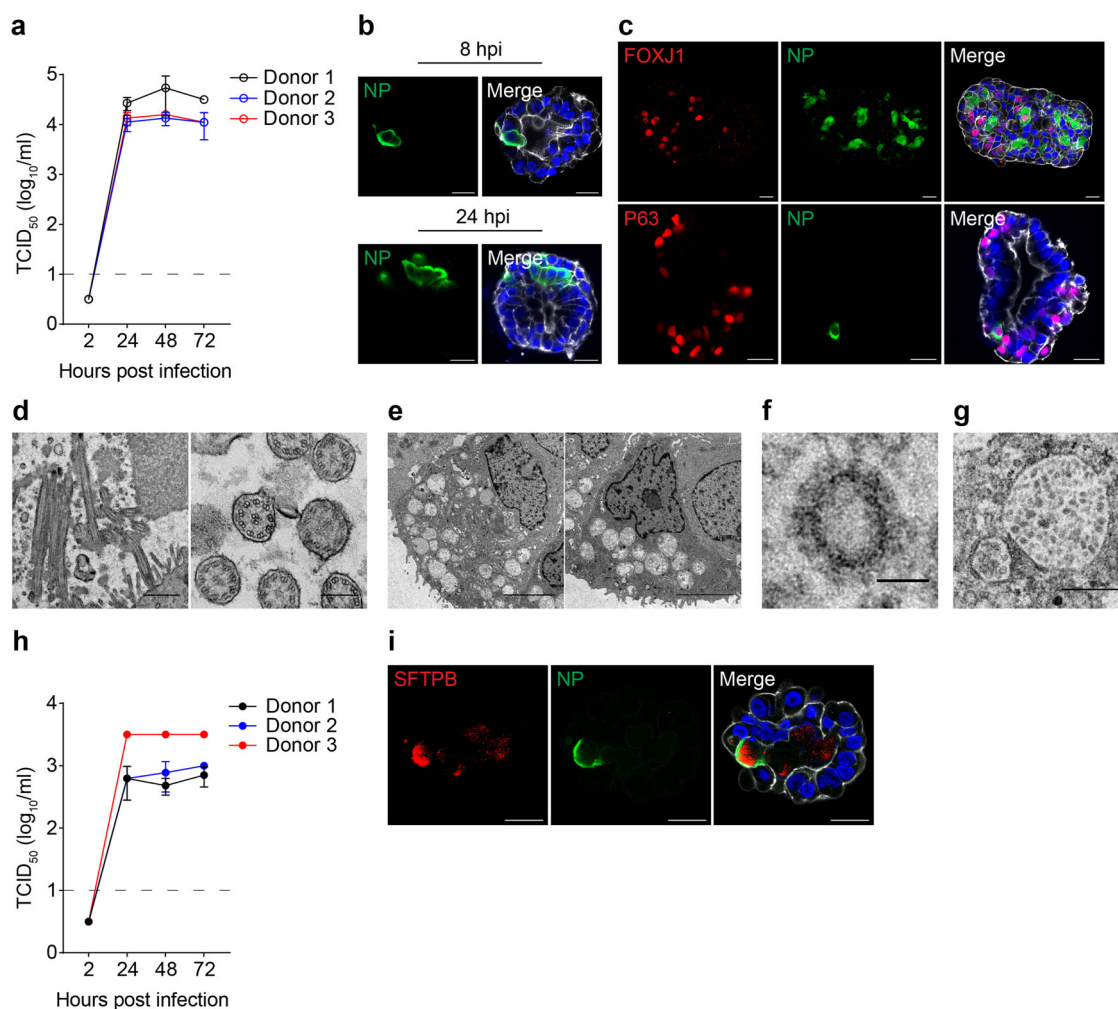 a
5
4
3
2
1
0
TCID50 (log10/ml)
2 24 48 72
Hours post infection
Donor 1
Donor 2
Donor 3
b
8 hpi
NP Merge
24 hpi
NP Merge
c
FOXJ1 NP Merge
P63 NP Merge
d
e
f
g
h
4
3
2
1
0
TCID50 (log10/ml)
2 24 48 72
Hours post infection
Donor 1
Donor 2
Donor 3
i
SFTPB NP Merge